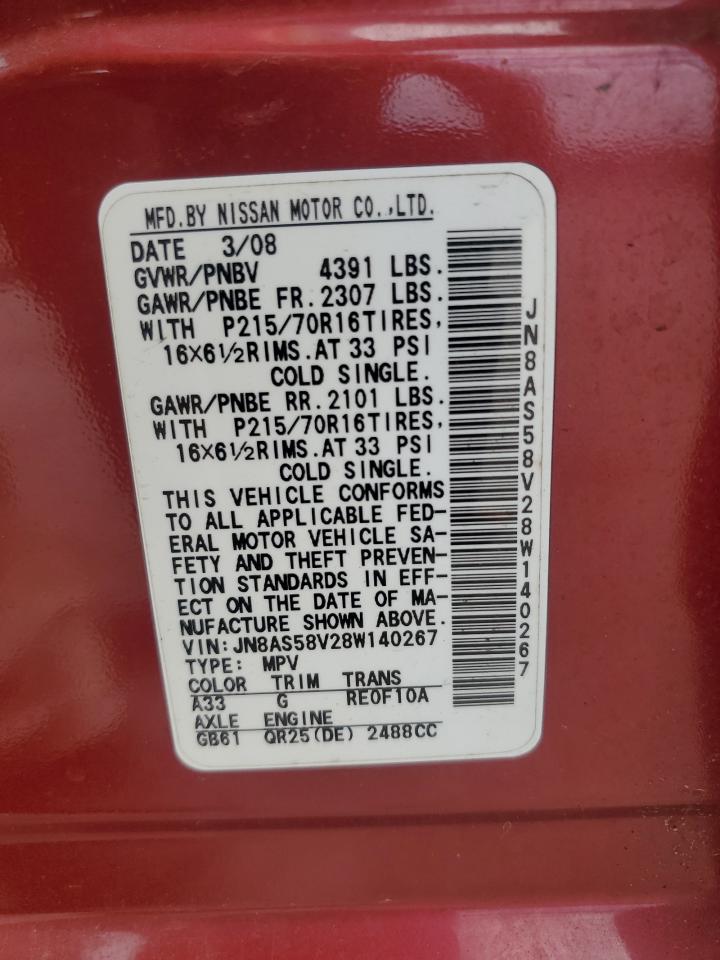 MFD.BY NISSAN MOTOR CO.,LTD.
DATE 3/08
GVWR/PNBV 4391 LBS.
GAWR/PNBE FR.2307 LBS.
WITH P215/70R16TIRES,
16X6½RIMS.AT 33 PSI
COLD SINGLE.
GAWR/PNBE RR.2101 LBS.
WITH P215/70R16TIRES,
16X6½RIMS.AT 33 PSI
COLD SINGLE.
THIS VEHICLE CONFORMS
TO ALL APPLICABLE FED-
ERAL MOTOR VEHICLE SA-
FETY AND THEFT PREVEN-
TION STANDARDS IN EFF-
ECT ON THE DATE OF MA-
NUFACTURE SHOWN ABOVE.
VIN:JN8AS58V28W140267
TYPE: MPV
COLOR TRIM TRANS
A33 G RE0F10A
AXLE ENGINE
GB61 QR25(DE) 2488CC
JN8AS58V28W140267